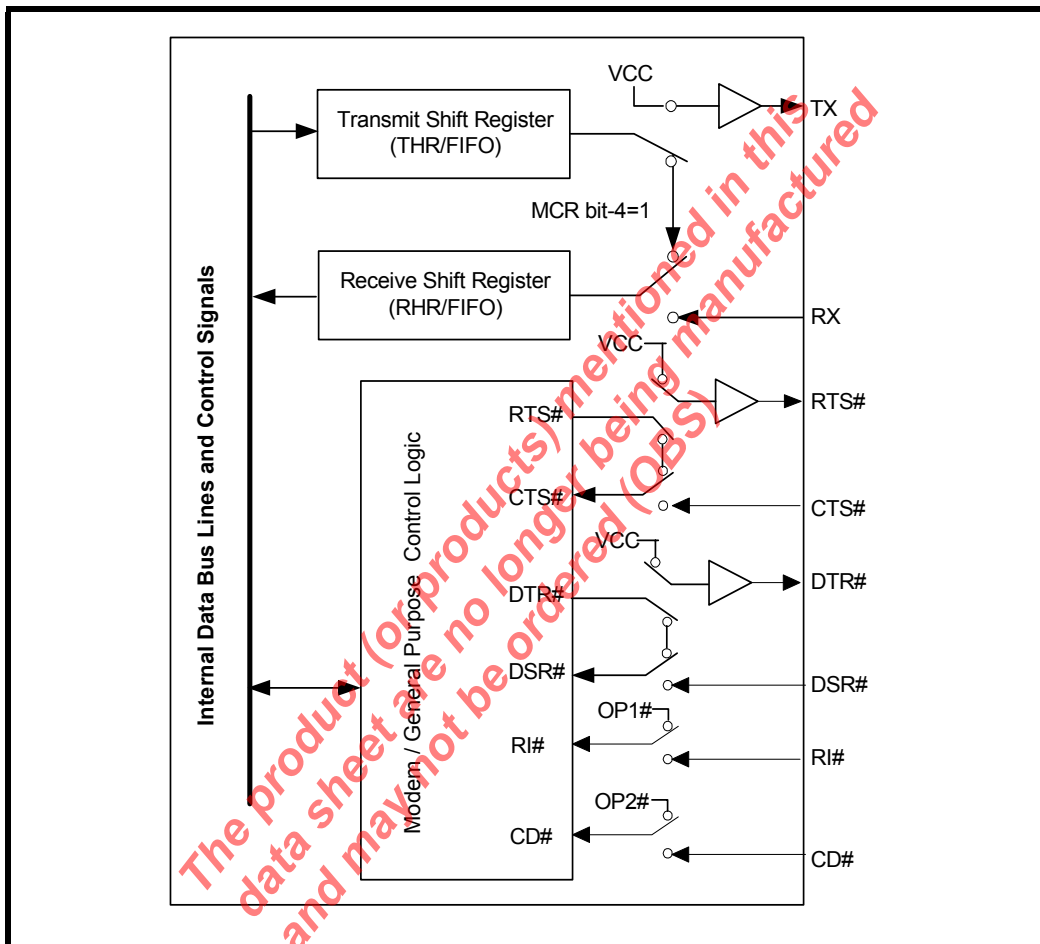 VCC
TX
Transmit Shift Register
(THR/FIFO)
MCR bit-4=1
Receive Shift Register
(RHR/FIFO)
RX
Internal Data Bus Lines and Control Signals
VCC
RTS#
RTS#
CTS#
CTS#
VCC
DTR#
DTR#
DSR#
DSR#
OP1#
RI#
RI#
OP2#
CD#
CD#
Modem / General Purpose Control Logic
The product (or products) mentioned in this
data sheet are no longer being manufactured
and may not be ordered (OBS)